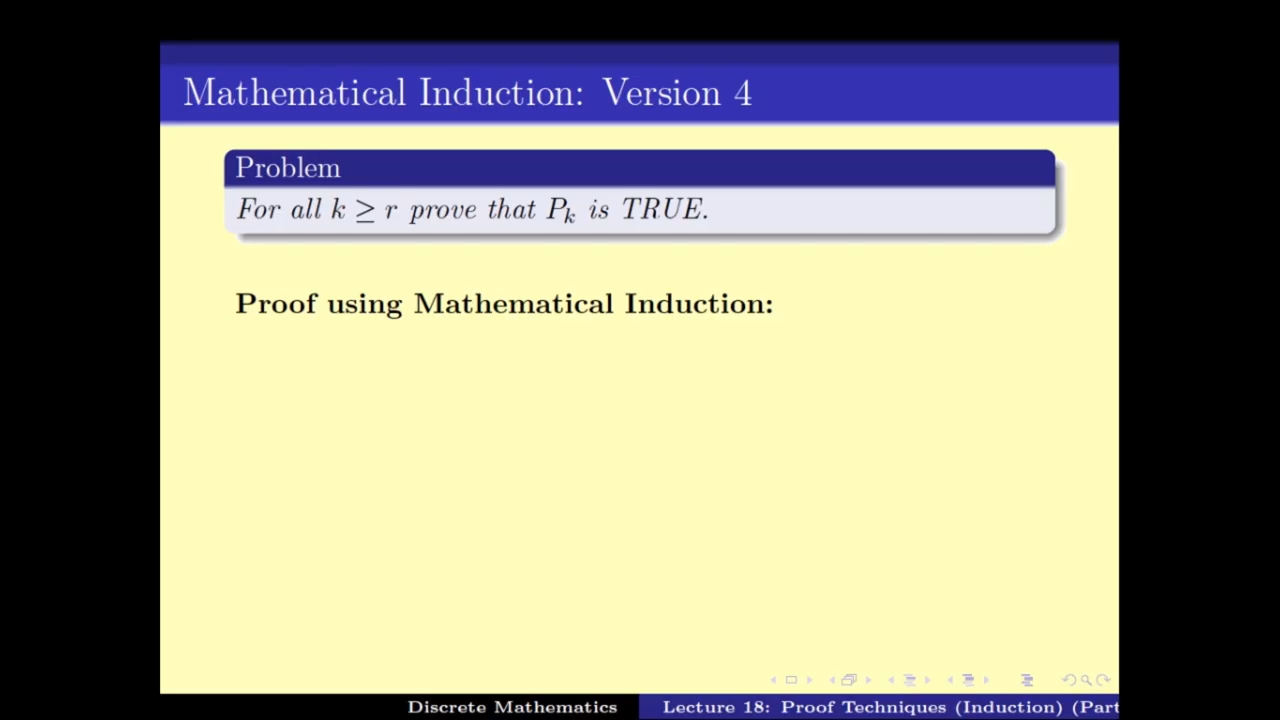 Mathematical Induction: Version 4
Problem
For all k ≥ r prove that Pₖ is TRUE.
Proof using Mathematical Induction:
Discrete Mathematics
Lecture 18: Proof Techniques (Induction) (Part